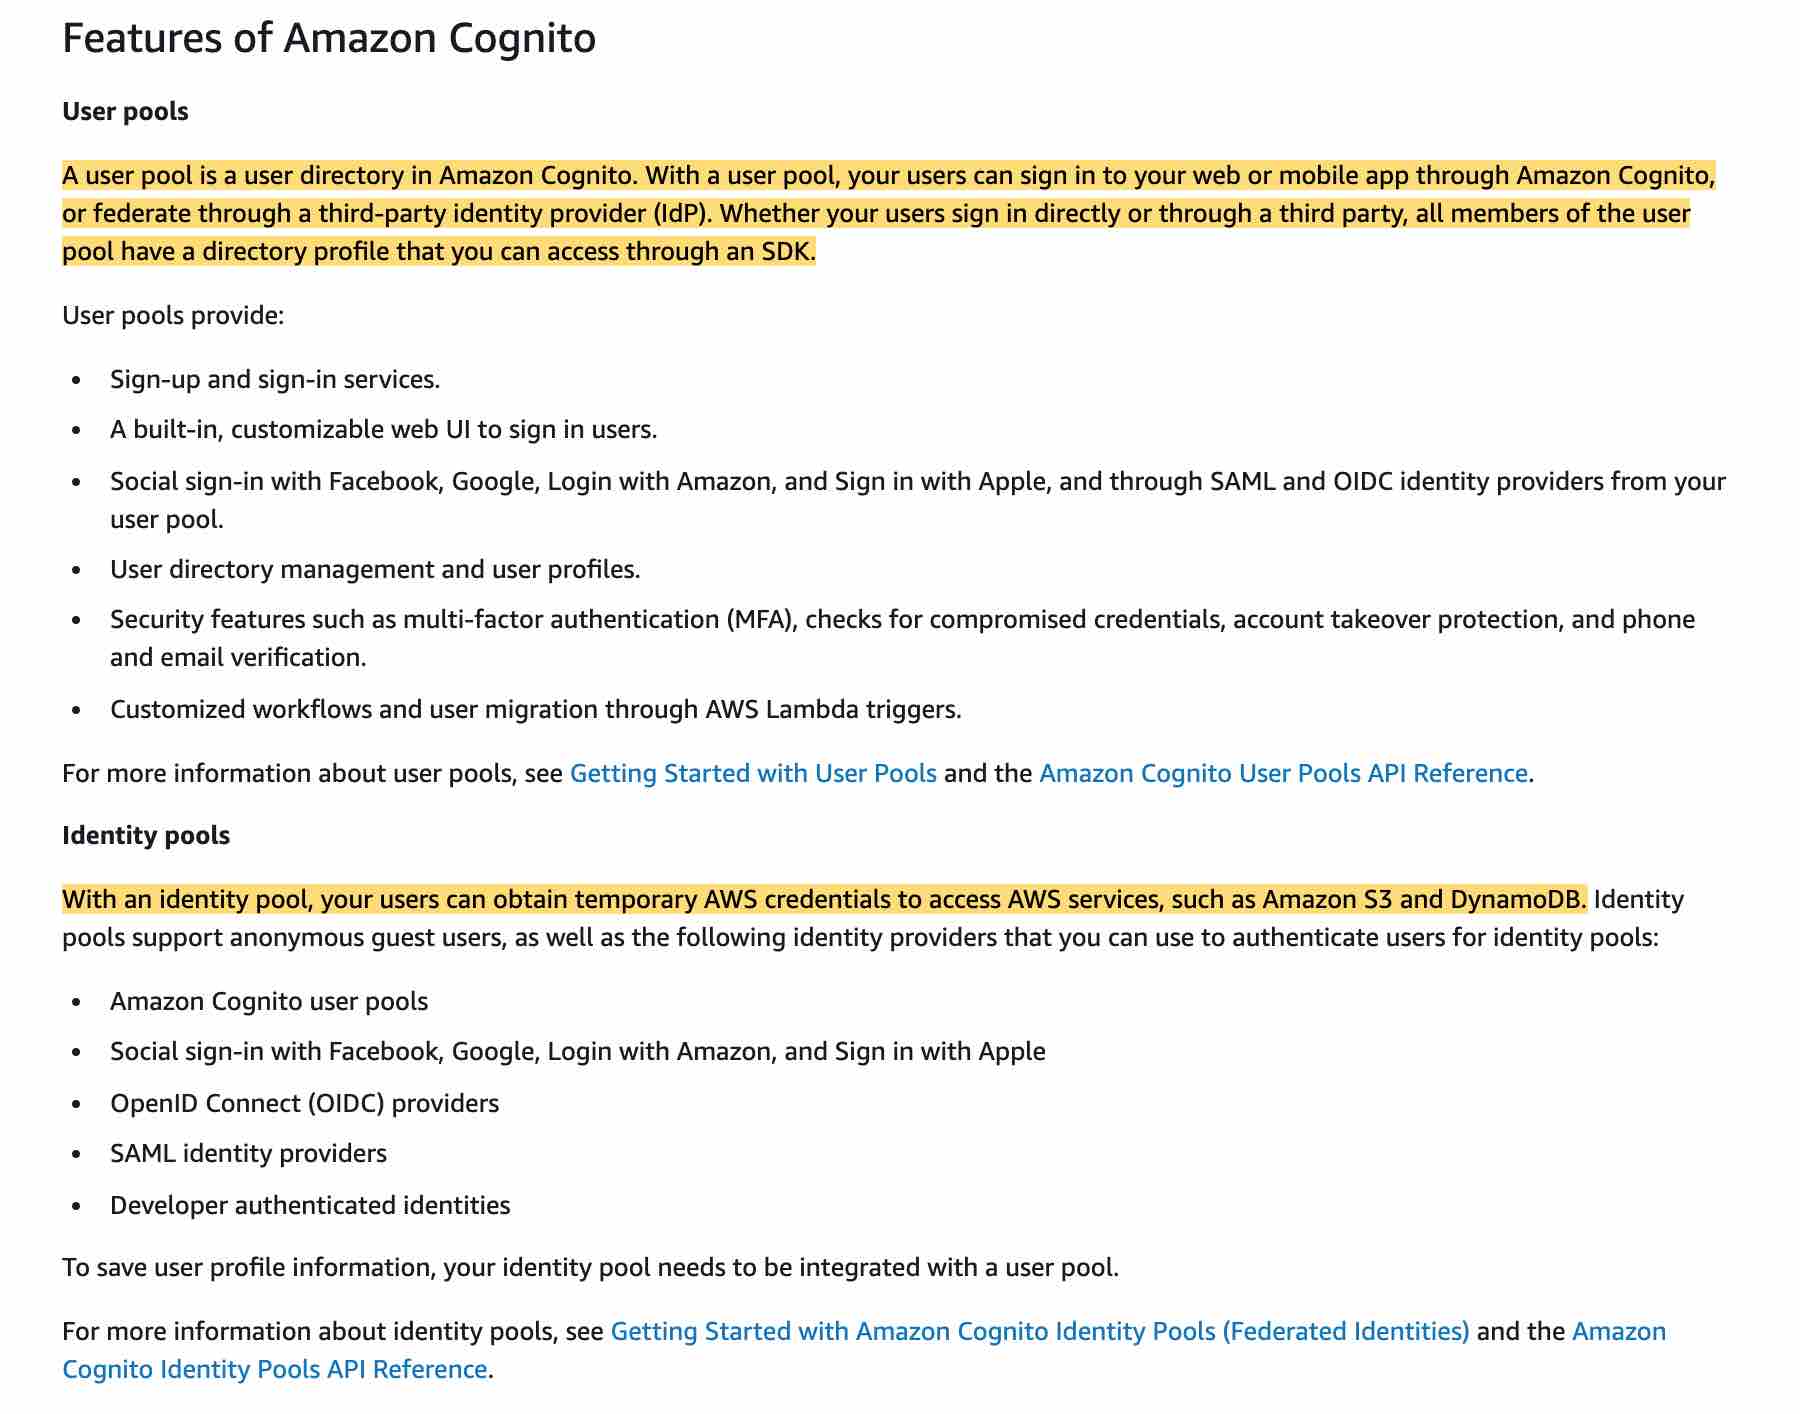 Features of Amazon Cognito
User pools
A user pool is a user directory in Amazon Cognito. With a user pool, your users can sign in to your web or mobile app through Amazon Cognito,
or federate through a third-party identity provider (IdP). Whether your users sign in directly or through a third party, all members of the user
pool have a directory profile that you can access through an SDK.
User pools provide:
• Sign-up and sign-in services.
• A built-in, customizable web UI to sign in users.
• Social sign-in with Facebook, Google, Login with Amazon, and Sign in with Apple, and through SAML and OIDC identity providers from your
user pool.
• User directory management and user profiles.
• Security features such as multi-factor authentication (MFA), checks for compromised credentials, account takeover protection, and phone
and email verification.
• Customized workflows and user migration through AWS Lambda triggers.
For more information about user pools, see Getting Started with User Pools and the Amazon Cognito User Pools API Reference.
Identity pools
With an identity pool, your users can obtain temporary AWS credentials to access AWS services, such as Amazon S3 and DynamoDB. Identity
pools support anonymous guest users, as well as the following identity providers that you can use to authenticate users for identity pools:
• Amazon Cognito user pools
• Social sign-in with Facebook, Google, Login with Amazon, and Sign in with Apple
• OpenID Connect (OIDC) providers
• SAML identity providers
• Developer authenticated identities
To save user profile information, your identity pool needs to be integrated with a user pool.
For more information about identity pools, see Getting Started with Amazon Cognito Identity Pools (Federated Identities) and the Amazon
Cognito Identity Pools API Reference.